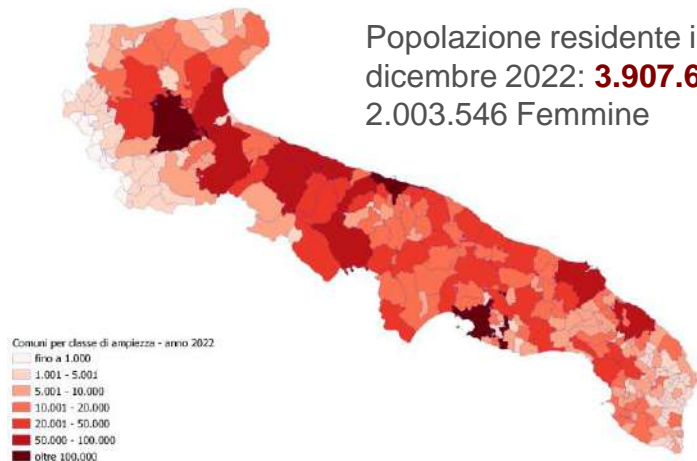 Popolazione residente i
dicembre 2022: 3.907.6
2.003.546 Femmine
Comuni per classe di ampiezza - anno 2022
fino a 1.000
1.001 - 5.001
5.001 - 10.000
10.001 - 20.000
20.001 - 50.000
50.000 - 100.000
oltre 100.000